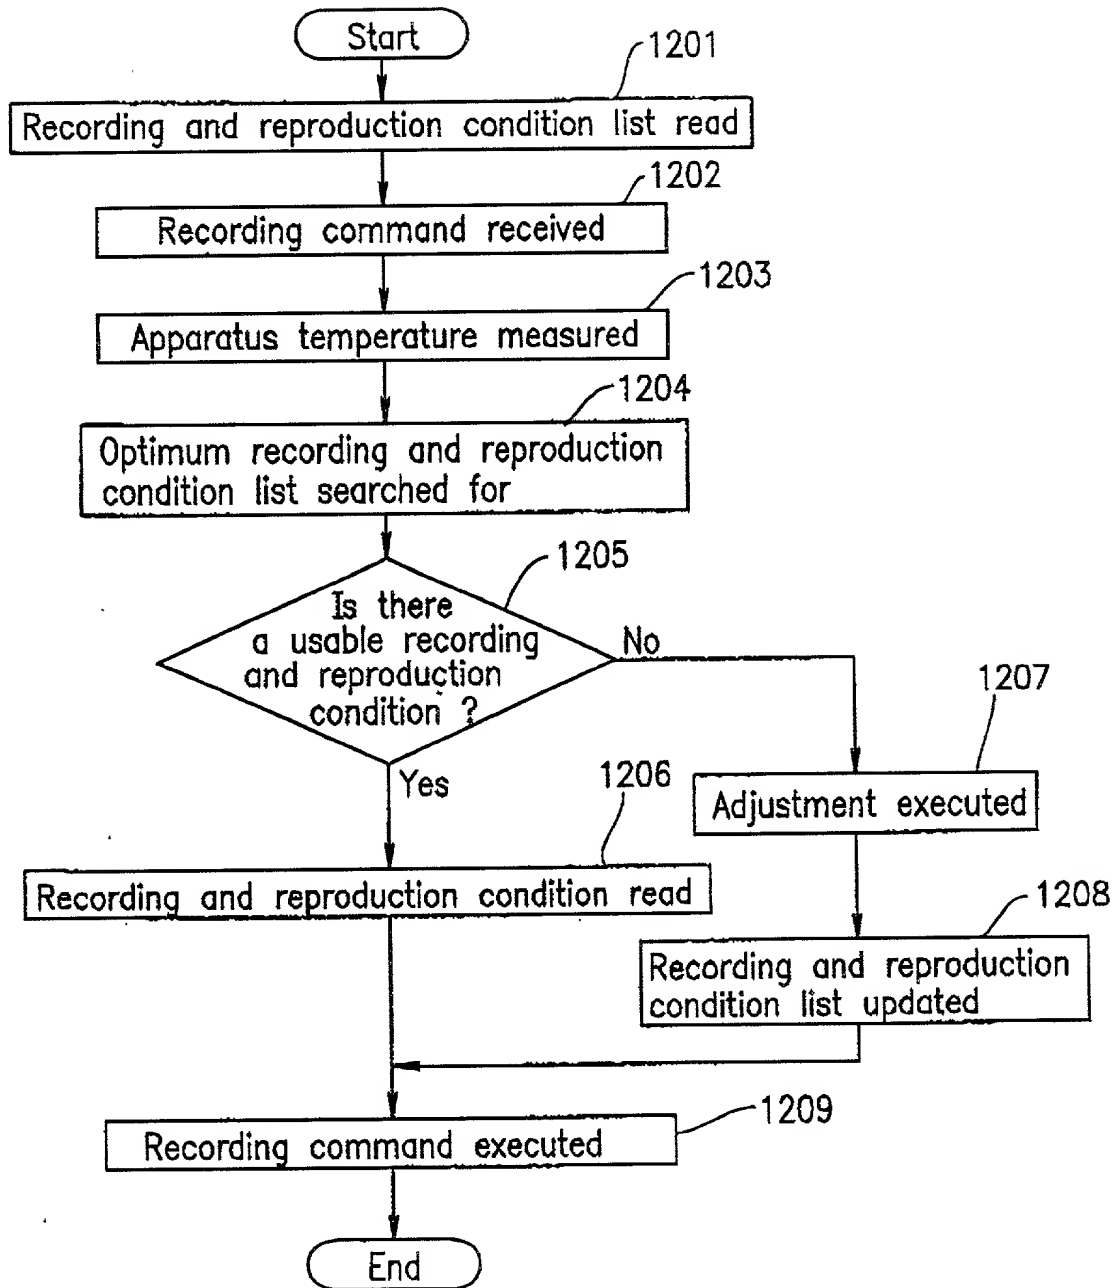 Start
1201
Recording and reproduction condition list read
1202
Recording command received
1203
Apparatus temperature measured
1204
Optimum recording and reproduction
condition list searched for
1205
Is there
a usable recording
and reproduction
condition ?
No
Yes
1207
Adjustment executed
1206
Recording and reproduction condition read
1208
Recording and reproduction
condition list updated
1209
Recording command executed
End